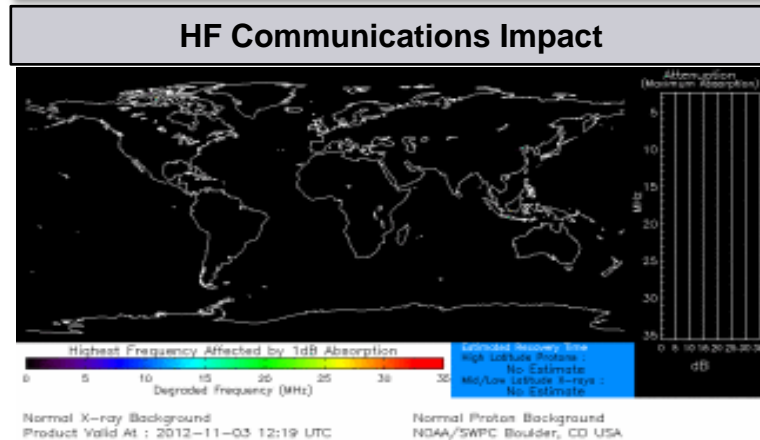 HF Communications Impact
Attenuation
(Maximum Absorption)
5
10
15
20
25
30
35
MHz
0 5 10 15 20 25 30
dB
Highest Frequency Affected by 1dB Absorption
0 5 10 15 20 25 30 35
Degraded Frequency (MHz)
Estimated Recovery Time
High Latitude Protons :
No Estimate
Mid/Low Latitude X-rays :
No Estimate
Normal X-ray Background
Product Valid At : 2012-11-03 12:19 UTC
Normal Proton Background
NOAA/SWPC Boulder, CO USA